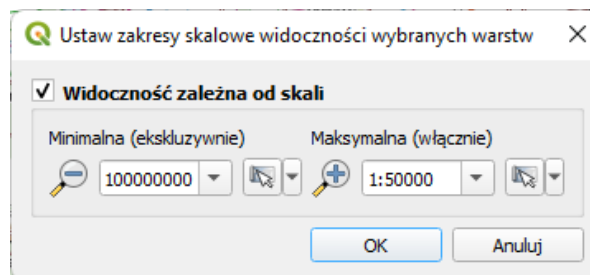 Ustaw zakresy skalowe widoczności wybranych warstw
Widoczność zależna od skali
Minimalna (ekskluzywnie) Maksymalna (włącznie)
100000000 1:50000
OK Anuluj